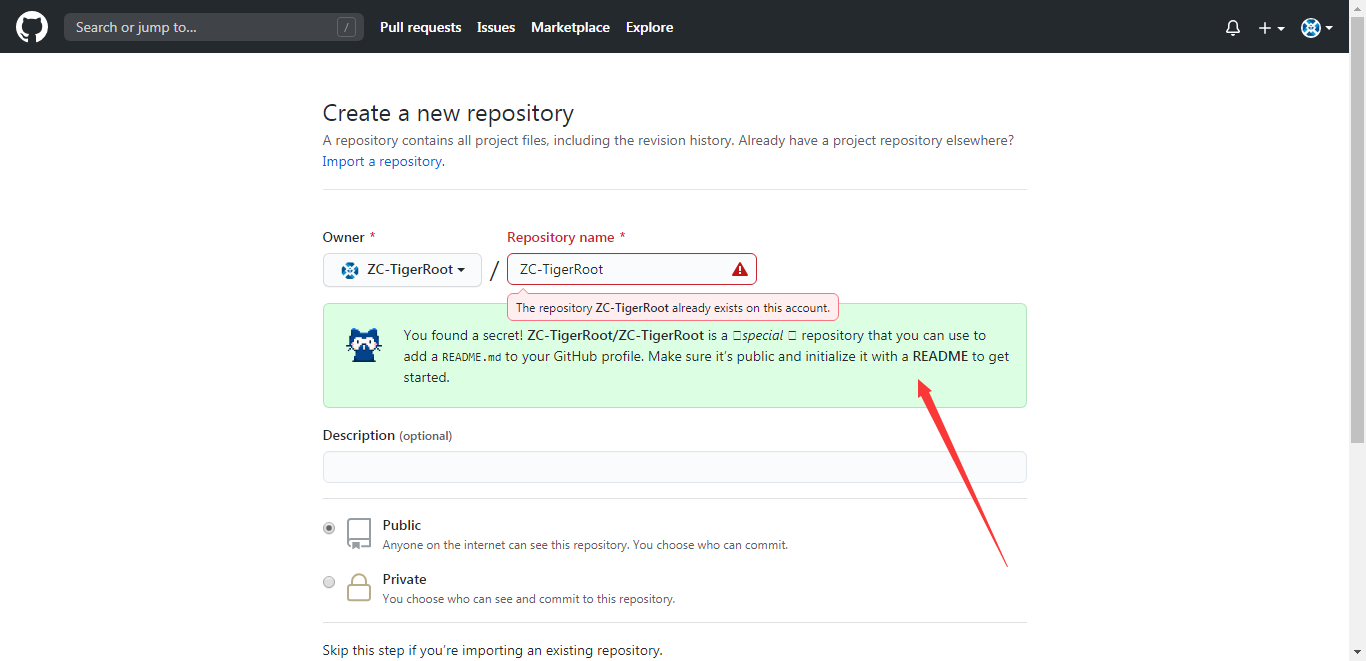 Search or jump to... / Pull requests Issues Marketplace Explore
Create a new repository
A repository contains all project files, including the revision history. Already have a project repository elsewhere?
Import a repository.
Owner * Repository name *
ZC-TigerRoot / ZC-TigerRoot
The repository ZC-TigerRoot already exists on this account.
You found a secret! ZC-TigerRoot/ZC-TigerRoot is a □special □ repository that you can use to
add a README.md to your GitHub profile. Make sure it’s public and initialize it with a README to get
started.
Description (optional)
Public
Anyone on the internet can see this repository. You choose who can commit.
Private
You choose who can see and commit to this repository.
Skip this step if you’re importing an existing repository.